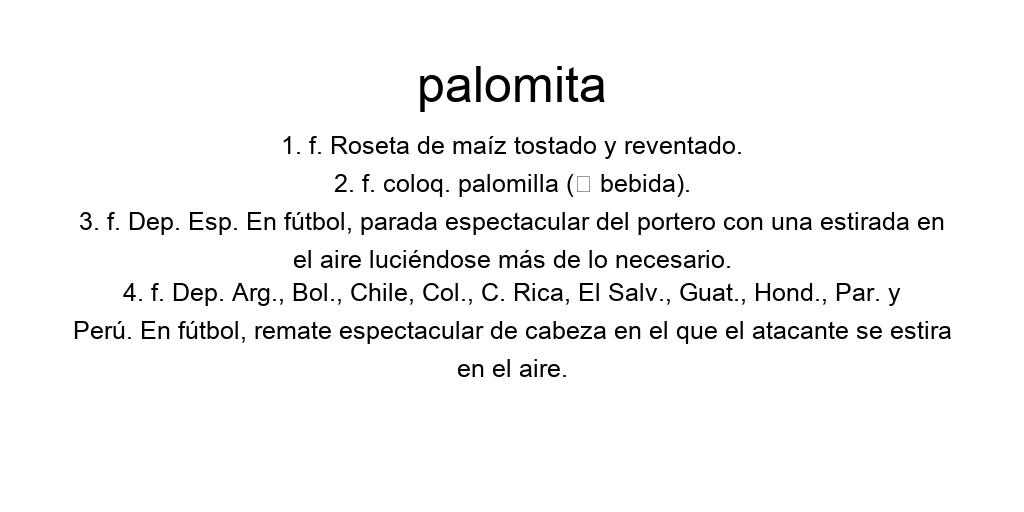 palomita
1. f. Roseta de maíz tostado y reventado.
2. f. coloq. palomilla (▯ bebida).
3. f. Dep. Esp. En fútbol, parada espectacular del portero con una estirada en
el aire luciéndose más de lo necesario.
4. f. Dep. Arg., Bol., Chile, Col., C. Rica, El Salv., Guat., Hond., Par. y
Perú. En fútbol, remate espectacular de cabeza en el que el atacante se estira
en el aire.